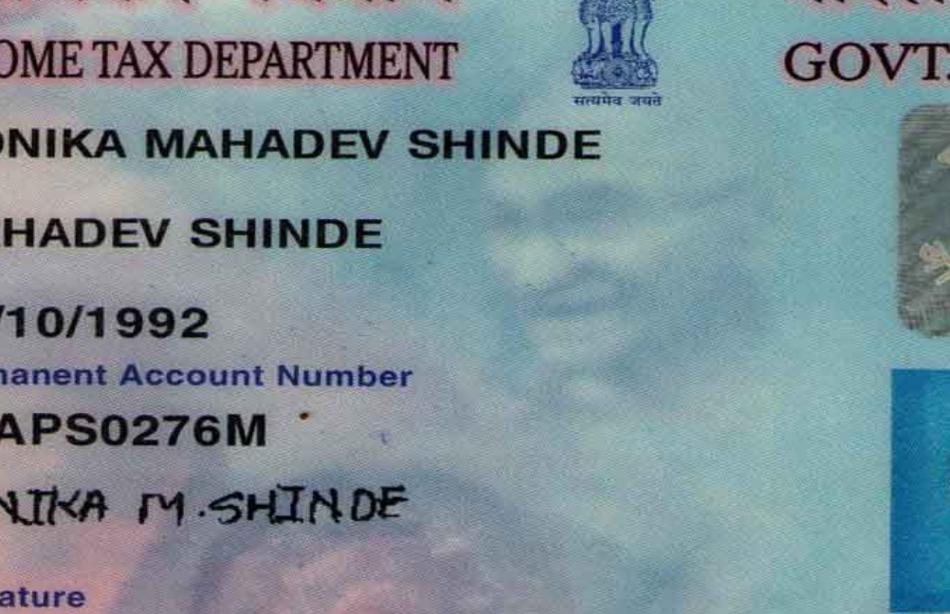 OME TAX DEPARTMENT
GOVT.
सत्यमेव जयते
ONIKA MAHADEV SHINDE
HADEV SHINDE
/10/1992
manent Account Number
APS0276M
NIKA M.SHINDE
ature